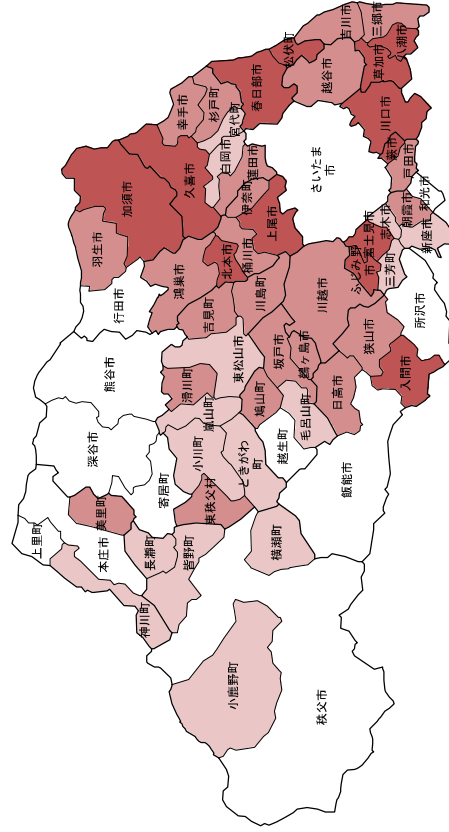 吉川市
三郷市
八潮市
松伏町
越谷市
草加市
春日部市
杉戸町
幸手市
宮代町
川口市
蕨市
戸田市
白岡市
蓮田市
さいたま
市
久喜市
加須市
伊奈町
上尾市
和光市
朝霞市
志木市
新座市
富士見市
ふじみ野
市
三芳町
桶川市
北本市
羽生市
鴻巣市
行田市
川島町
川越市
所沢市
吉見町
狭山市
坂戸市
鶴ヶ島市
入間市
日高市
東松山市
熊谷市
滑川町
鳩山町
毛呂山町
嵐山町
小川町
ときがわ
町
越生町
飯能市
深谷市
寄居町
東秩父村
美里町
上里町
本庄市
長瀞町
皆野町
横瀬町
神川町
小鹿野町
秩父市